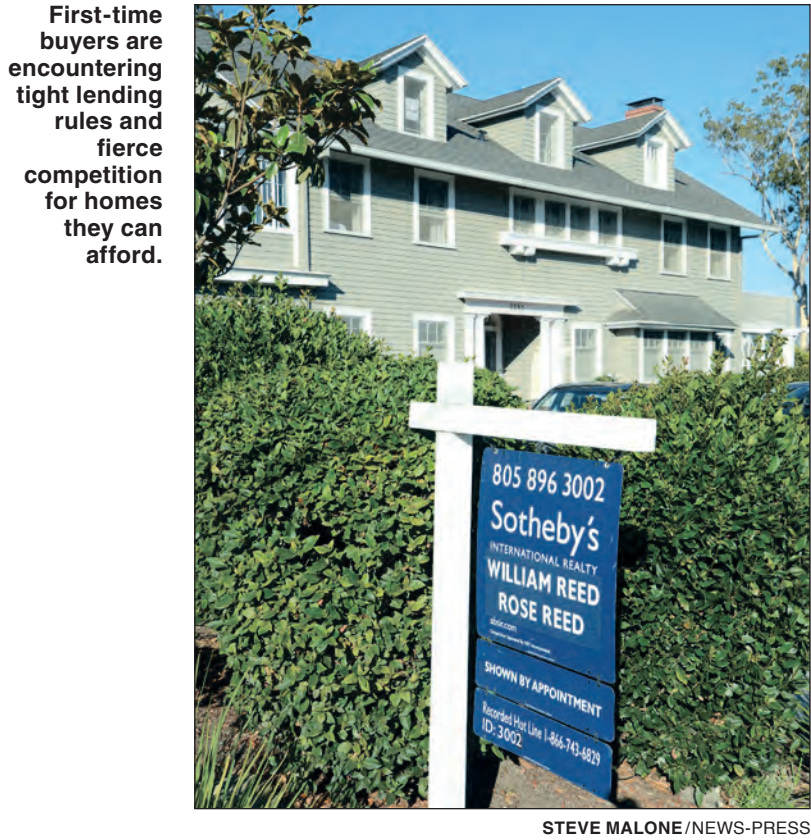 First-time
buyers are
encountering
tight lending
rules and
fierce
competition
for homes
they can
afford.
805 896 3002
Sotheby's
INTERNATIONAL REALTY
WILLIAM REED
ROSE REED
SHOWN BY APPOINTMENT
Recorded Hot Line 1-866-743-6829
ID: 3002
STEVE MALONE/NEWS-PRESS